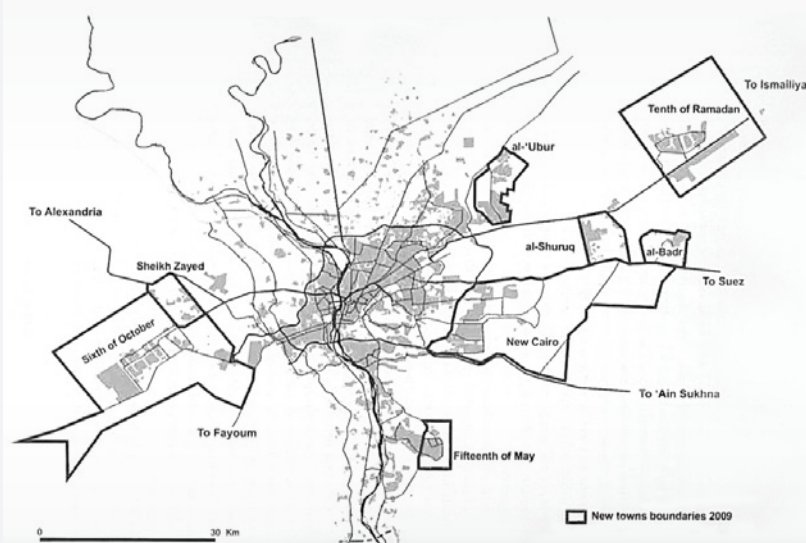 To Ismailiya
Tenth of Ramadan
al-'Ubur
To Alexandria
al-Shuruq
al-Badr
Sheikh Zayed
To Suez
Sixth of October
New Cairo
To 'Ain Sukhna
To Fayoum
Fifteenth of May
New towns boundaries 2009
0 30 Km